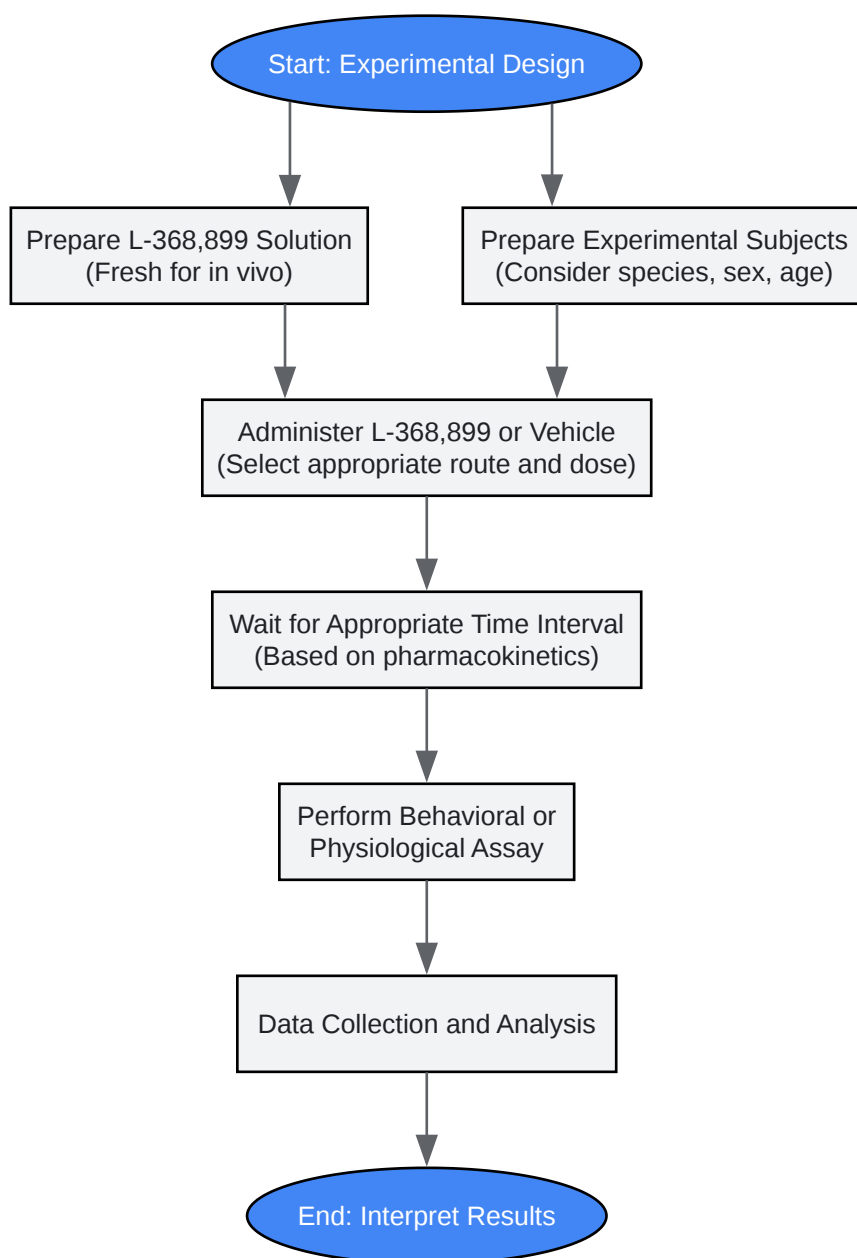 Start: Experimental Design
Prepare L-368,899 Solution
(Fresh for in vivo)
Prepare Experimental Subjects
(Consider species, sex, age)
Administer L-368,899 or Vehicle
(Select appropriate route and dose)
Wait for Appropriate Time Interval
(Based on pharmacokinetics)
Perform Behavioral or
Physiological Assay
Data Collection and Analysis
End: Interpret Results